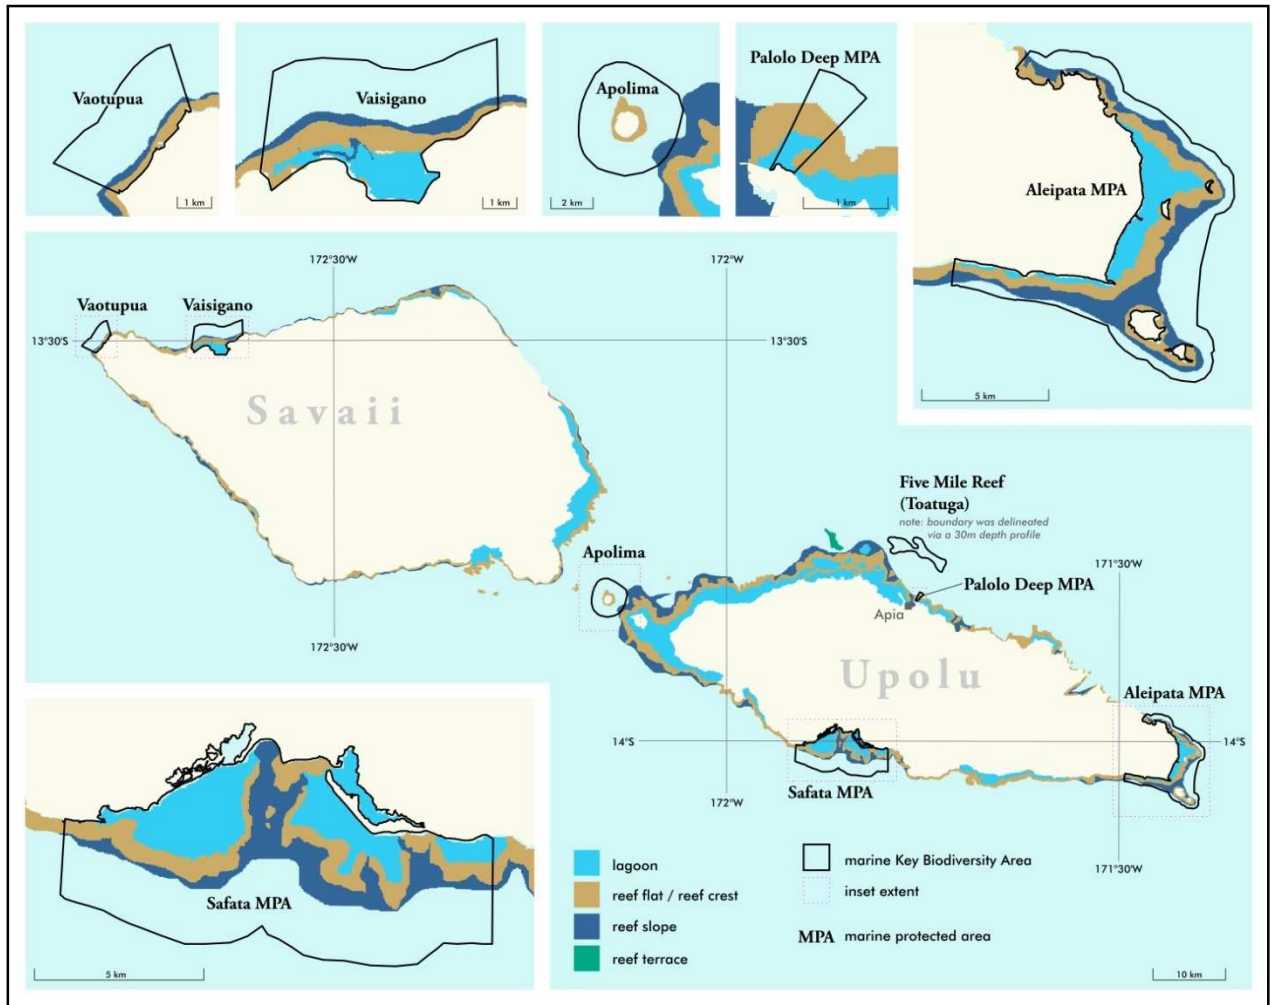 Vaotupua
1 km
Vaisigano
1 km
Apolima
2 km
Palolo Deep MPA
1 km
Aleipata MPA
5 km
172°30'W
172°W
Vaotupua
Vaisigano
13°30'S
13°30'S
Savaii
Five Mile Reef
(Toatuga)
note: boundary was delineated
via a 30m depth profile
Apolima
171°30'W
Palolo Deep MPA
Apia
172°30'W
Upolu
Aleipata MPA
14°S
14°S
Safata MPA
172°W
171°30'W
Safata MPA
5 km
lagoon
reef flat / reef crest
reef slope
reef terrace
marine Key Biodiversity Area
inset extent
MPA marine protected area
10 km